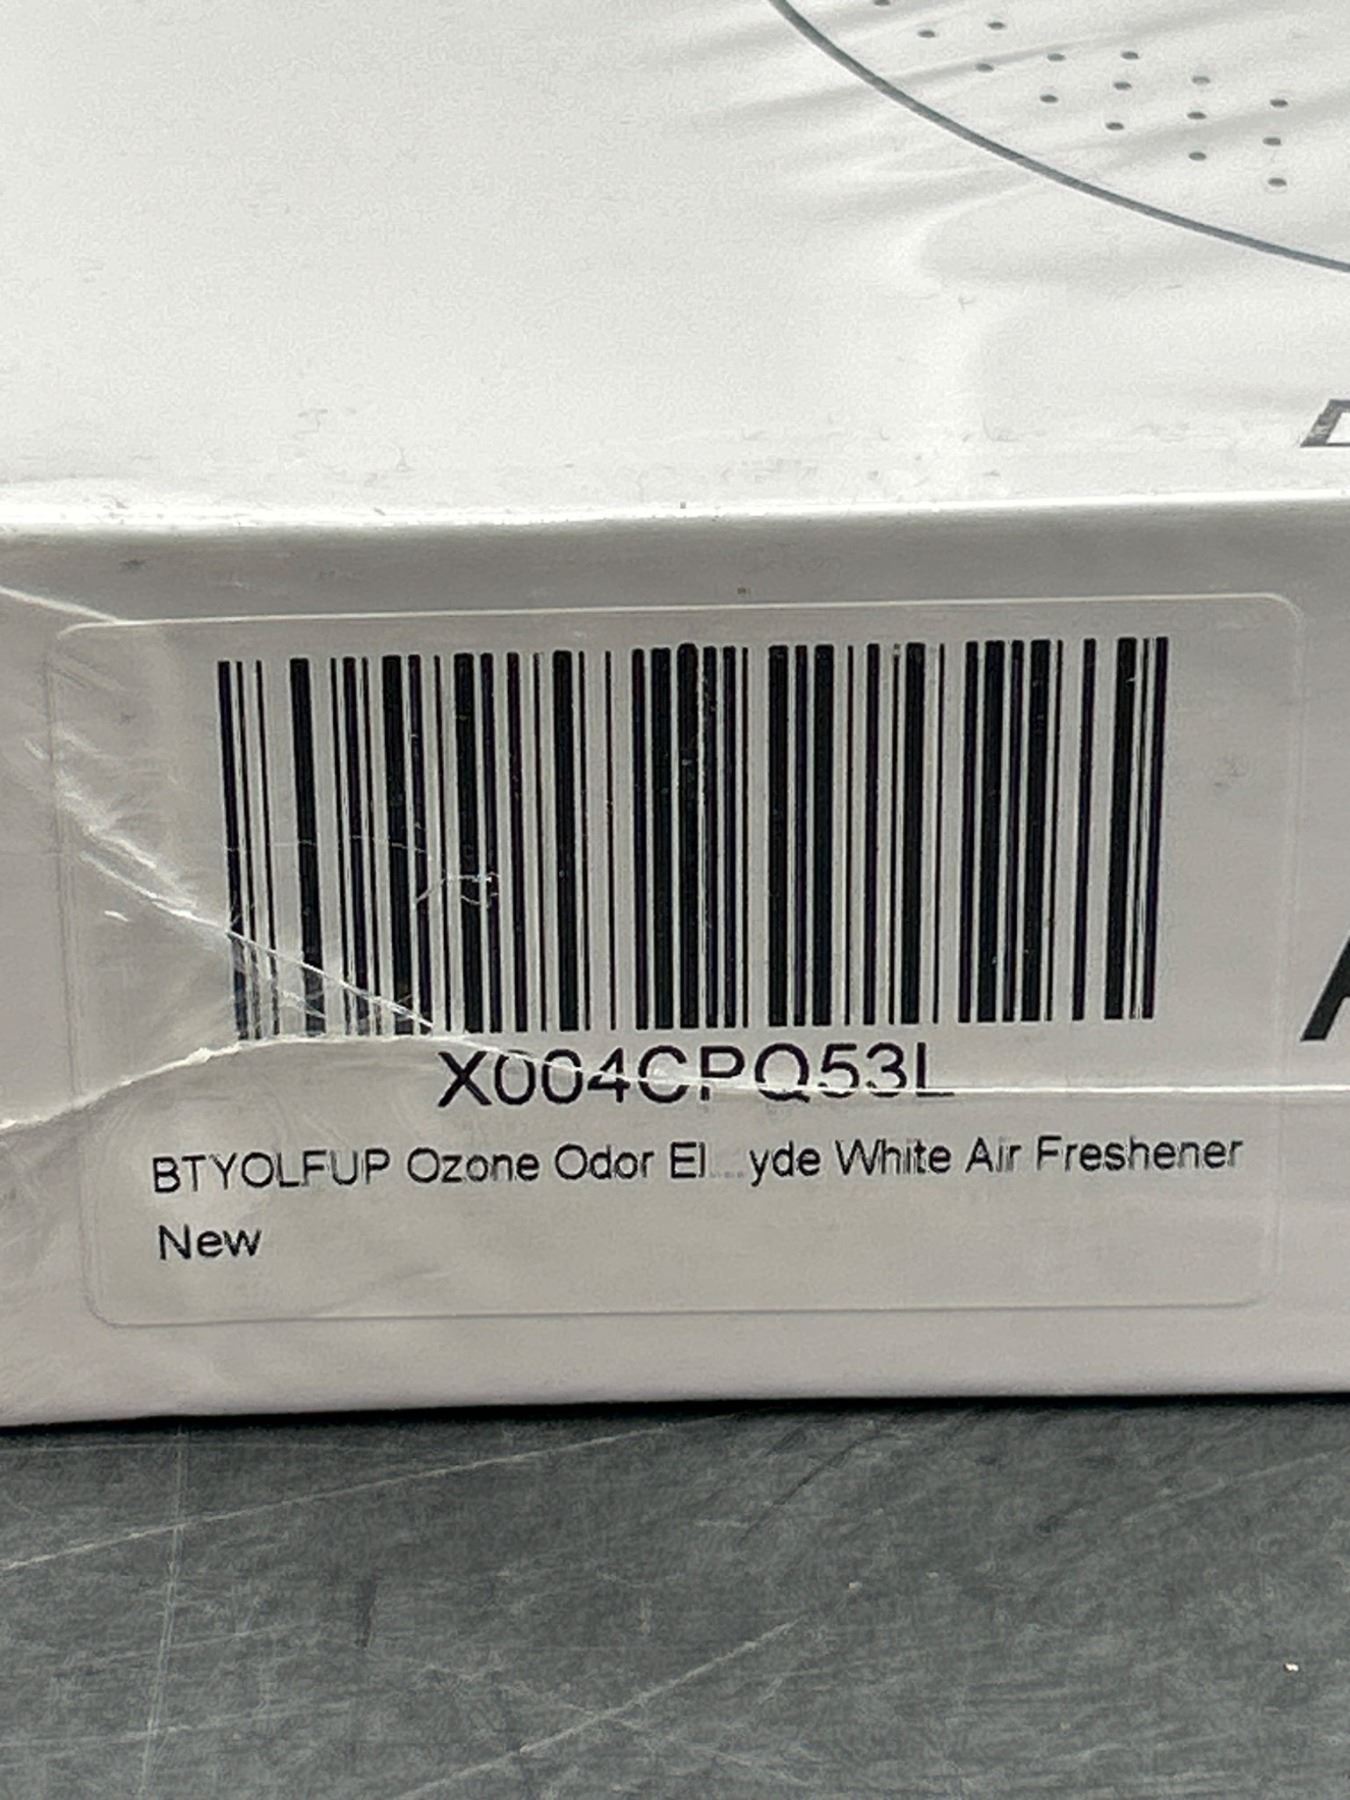 X004CPQ53L
BTYOLFUP Ozone Odor El...yde White Air Freshener
New